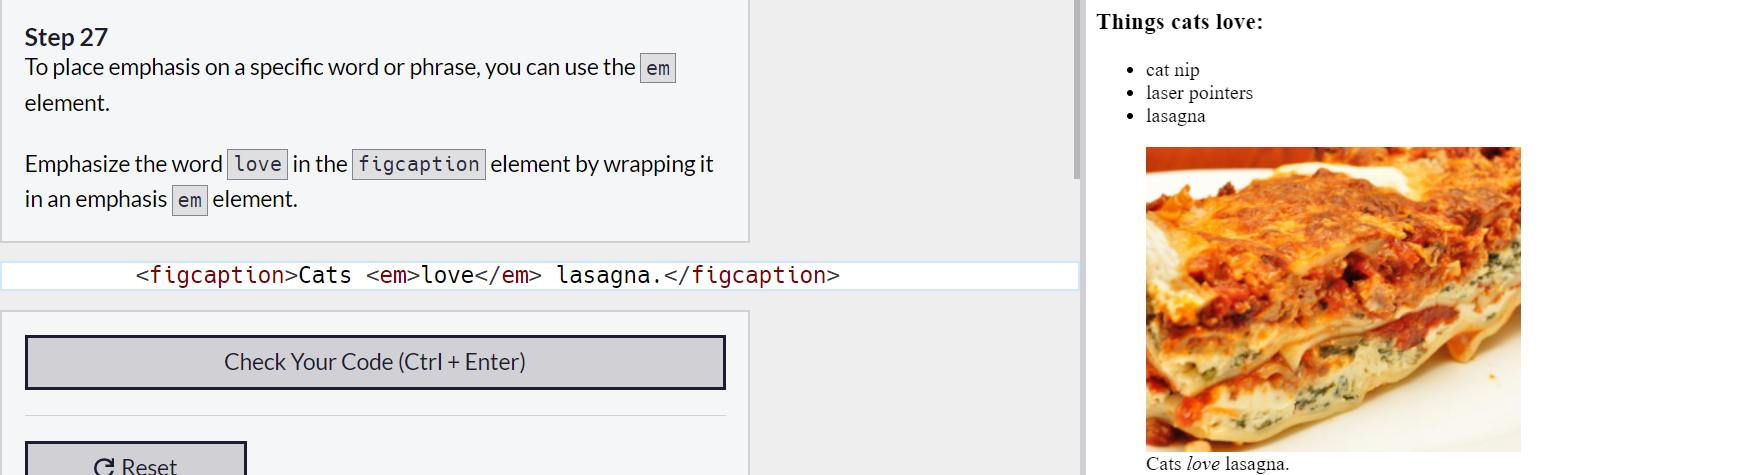 Step 27
To place emphasis on a specific word or phrase, you can use the em
element.
Emphasize the word love in the figcaption element by wrapping it
in an emphasis em element.
<figcaption>Cats <em>love</em> lasagna.</figcaption>
Check Your Code (Ctrl + Enter)
Reset
Things cats love:
• cat nip
• laser pointers
• lasagna
Cats love lasagna.